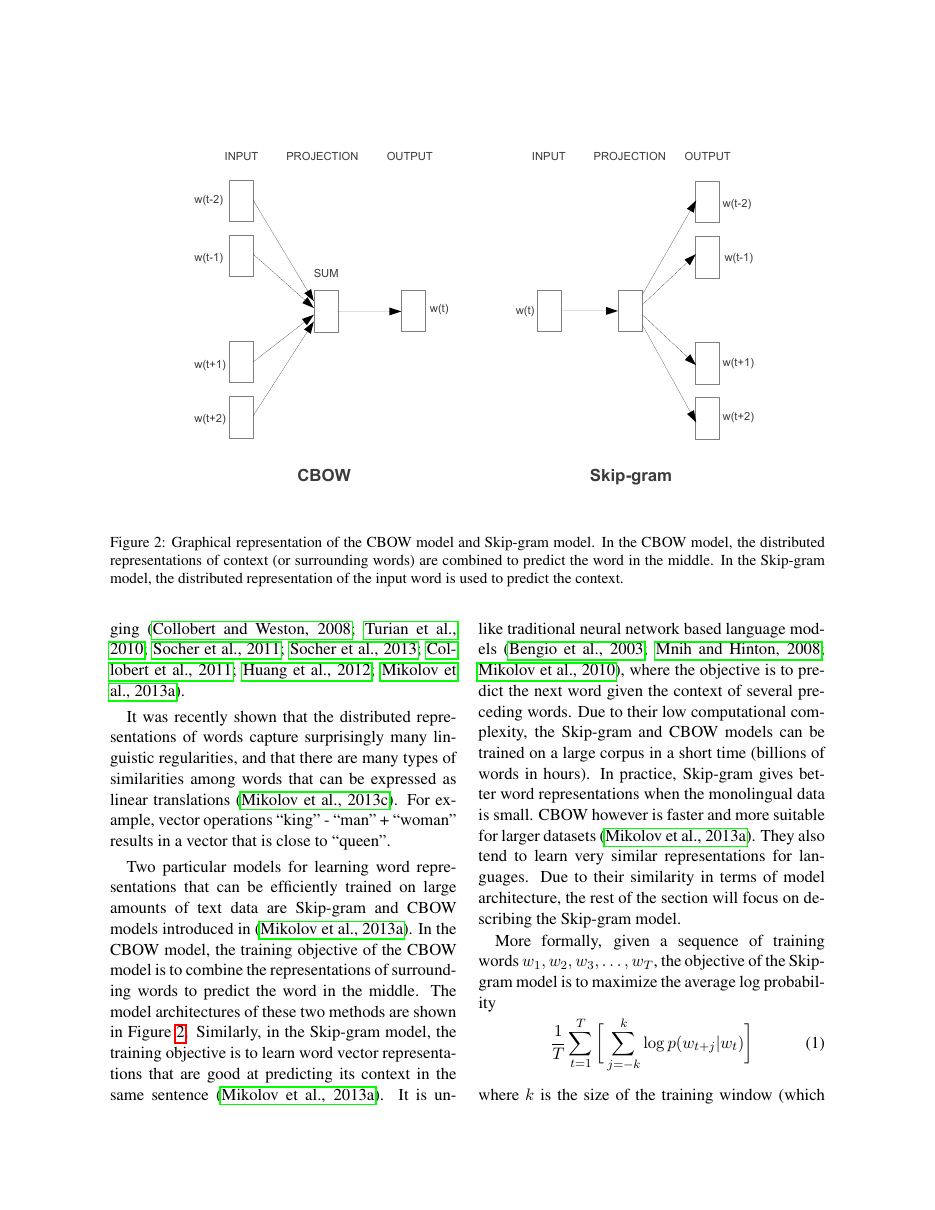 INPUT PROJECTION OUTPUT
w(t-2)
w(t-1)
SUM
w(t)
w(t+1)
w(t+2)
CBOW
INPUT PROJECTION OUTPUT
w(t-2)
w(t-1)
w(t)
w(t+1)
w(t+2)
Skip-gram
Figure 2: Graphical representation of the CBOW model and Skip-gram model. In the CBOW model, the distributed
representations of context (or surrounding words) are combined to predict the word in the middle. In the Skip-gram
model, the distributed representation of the input word is used to predict the context.
ging (Collobert and Weston, 2008; Turian et al.,
2010; Socher et al., 2011; Socher et al., 2013; Col-
lobert et al., 2011; Huang et al., 2012; Mikolov et
al., 2013a).
It was recently shown that the distributed repre-
sentations of words capture surprisingly many lin-
guistic regularities, and that there are many types of
similarities among words that can be expressed as
linear translations (Mikolov et al., 2013c). For ex-
ample, vector operations “king” - “man” + “woman”
results in a vector that is close to “queen”.
Two particular models for learning word repre-
sentations that can be efficiently trained on large
amounts of text data are Skip-gram and CBOW
models introduced in (Mikolov et al., 2013a). In the
CBOW model, the training objective of the CBOW
model is to combine the representations of surround-
ing words to predict the word in the middle. The
model architectures of these two methods are shown
in Figure 2. Similarly, in the Skip-gram model, the
training objective is to learn word vector representa-
tions that are good at predicting its context in the
same sentence (Mikolov et al., 2013a). It is un-
like traditional neural network based language mod-
els (Bengio et al., 2003; Mnih and Hinton, 2008;
Mikolov et al., 2010), where the objective is to pre-
dict the next word given the context of several pre-
ceding words. Due to their low computational com-
plexity, the Skip-gram and CBOW models can be
trained on a large corpus in a short time (billions of
words in hours). In practice, Skip-gram gives bet-
ter word representations when the monolingual data
is small. CBOW however is faster and more suitable
for larger datasets (Mikolov et al., 2013a). They also
tend to learn very similar representations for lan-
guages. Due to their similarity in terms of model
architecture, the rest of the section will focus on de-
scribing the Skip-gram model.
More formally, given a sequence of training
words w₁, w₂, w₃, . . . , w_T, the objective of the Skip-
gram model is to maximize the average log probabil-
ity
1/T ∑_{t=1}^{T} [ ∑_{j=−k}^{k} log p(w_{t+j}|w_t) ] (1)
where k is the size of the training window (which